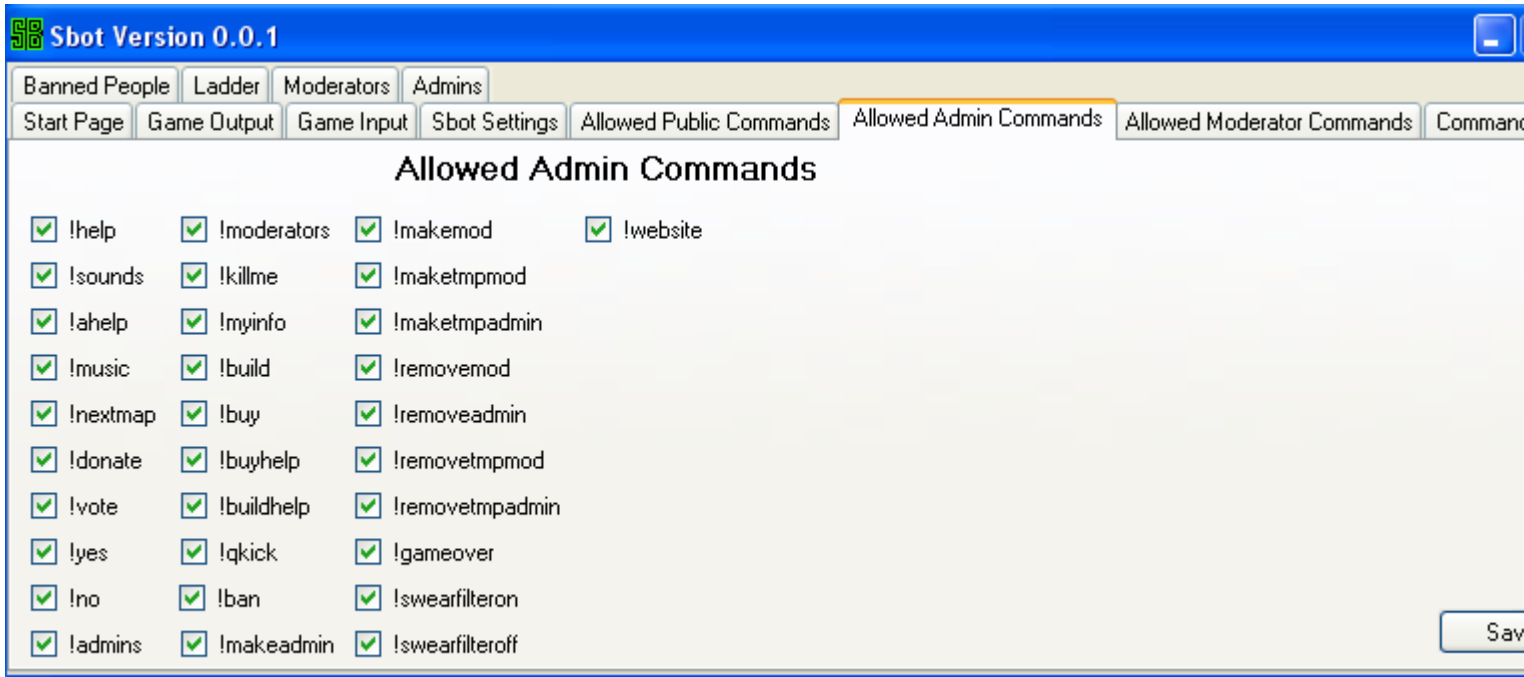 SB Sbot Version 0.0.1
Banned People Ladder Moderators Admins
Start Page Game Output Game Input Sbot Settings Allowed Public Commands Allowed Admin Commands Allowed Moderator Commands Command
Allowed Admin Commands
!help !moderators !makemod !website
!sounds !killme !maketmpmod
!ahelp !myinfo !maketmpadmin
!music !build !removemod
!nextmap !buy !removeadmin
!donate !buyhelp !removetmpmod
!vote !buildhelp !removetmpadmin
!yes !qkick !gameover
!no !ban !swearfilteron
!admins !makeadmin !swearfilteroff
Sav